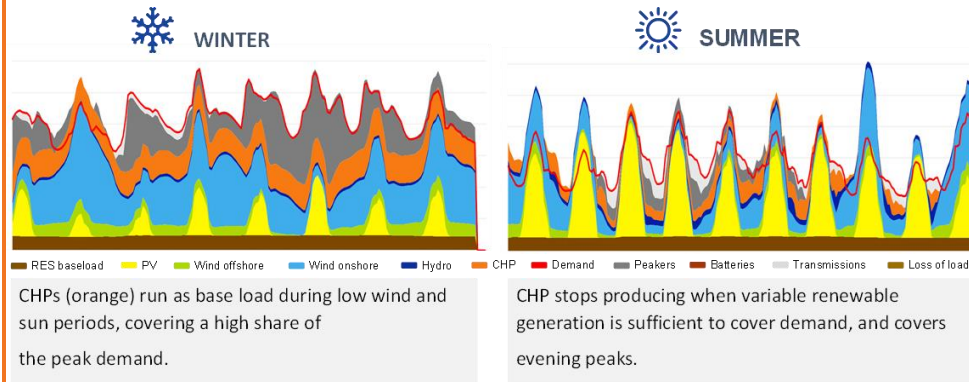 WINTER
SUMMER
RES baseload PV Wind offshore Wind onshore Hydro CHP Demand Peakers Batteries Transmissions Loss of load
CHPs (orange) run as base load during low wind and
sun periods, covering a high share of
the peak demand.
CHP stops producing when variable renewable
generation is sufficient to cover demand, and covers
evening peaks.